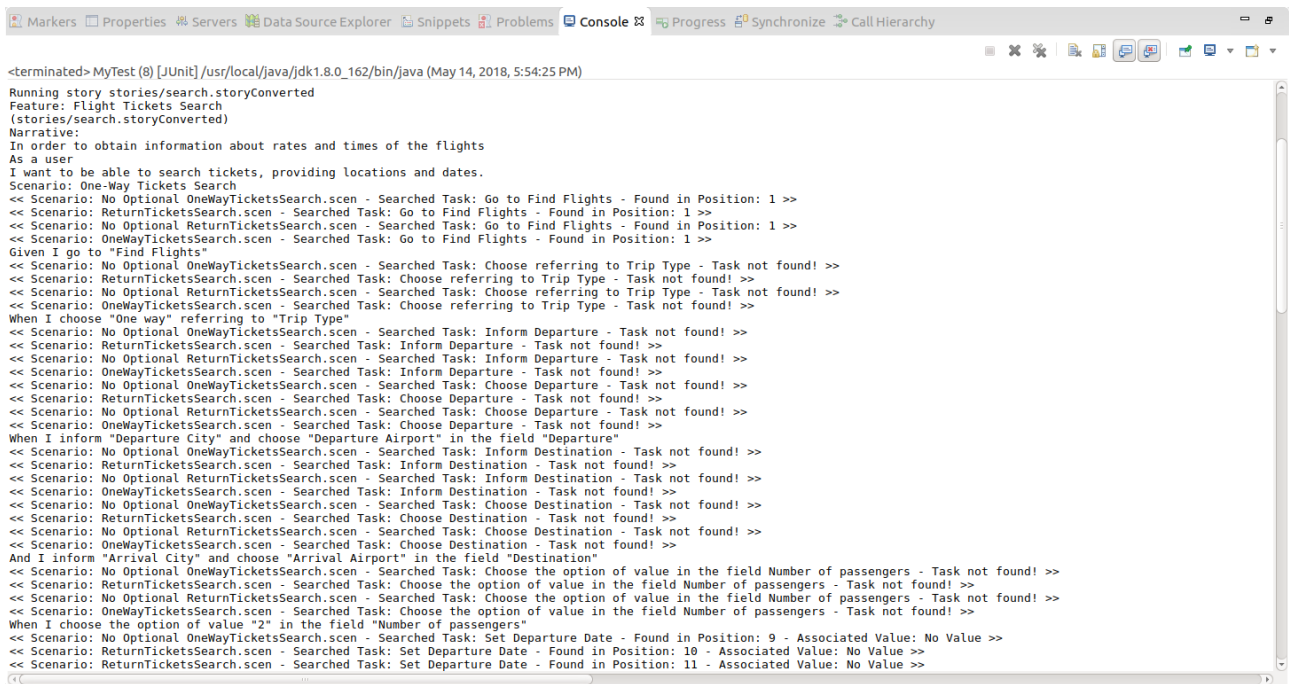 Markers Properties Servers Data Source Explorer Snippets Problems Console Progress Synchronize Call Hierarchy
<terminated> MyTest (8) [JUnit] /usr/local/java/jdk1.8.0_162/bin/java (May 14, 2018, 5:54:25 PM)
Running story stories/search.storyConverted
Feature: Flight Tickets Search
(stories/search.storyConverted)
Narrative:
In order to obtain information about rates and times of the flights
As a user
I want to be able to search tickets, providing locations and dates.
Scenario: One-Way Tickets Search
<< Scenario: No Optional OneWayTicketsSearch.scen - Searched Task: Go to Find Flights - Found in Position: 1 >>
<< Scenario: ReturnTicketsSearch.scen - Searched Task: Go to Find Flights - Found in Position: 1 >>
<< Scenario: No Optional ReturnTicketsSearch.scen - Searched Task: Go to Find Flights - Found in Position: 1 >>
<< Scenario: OneWayTicketsSearch.scen - Searched Task: Go to Find Flights - Found in Position: 1 >>
Given I go to "Find Flights"
<< Scenario: No Optional OneWayTicketsSearch.scen - Searched Task: Choose referring to Trip Type - Task not found! >>
<< Scenario: ReturnTicketsSearch.scen - Searched Task: Choose referring to Trip Type - Task not found! >>
<< Scenario: No Optional ReturnTicketsSearch.scen - Searched Task: Choose referring to Trip Type - Task not found! >>
<< Scenario: OneWayTicketsSearch.scen - Searched Task: Choose referring to Trip Type - Task not found! >>
When I choose "One way" referring to "Trip Type"
<< Scenario: No Optional OneWayTicketsSearch.scen - Searched Task: Inform Departure - Task not found! >>
<< Scenario: ReturnTicketsSearch.scen - Searched Task: Inform Departure - Task not found! >>
<< Scenario: No Optional ReturnTicketsSearch.scen - Searched Task: Inform Departure - Task not found! >>
<< Scenario: OneWayTicketsSearch.scen - Searched Task: Inform Departure - Task not found! >>
<< Scenario: No Optional OneWayTicketsSearch.scen - Searched Task: Choose Departure - Task not found! >>
<< Scenario: ReturnTicketsSearch.scen - Searched Task: Choose Departure - Task not found! >>
<< Scenario: No Optional ReturnTicketsSearch.scen - Searched Task: Choose Departure - Task not found! >>
<< Scenario: OneWayTicketsSearch.scen - Searched Task: Choose Departure - Task not found! >>
When I inform "Departure City" and choose "Departure Airport" in the field "Departure"
<< Scenario: No Optional OneWayTicketsSearch.scen - Searched Task: Inform Destination - Task not found! >>
<< Scenario: ReturnTicketsSearch.scen - Searched Task: Inform Destination - Task not found! >>
<< Scenario: No Optional ReturnTicketsSearch.scen - Searched Task: Inform Destination - Task not found! >>
<< Scenario: OneWayTicketsSearch.scen - Searched Task: Inform Destination - Task not found! >>
<< Scenario: No Optional OneWayTicketsSearch.scen - Searched Task: Choose Destination - Task not found! >>
<< Scenario: ReturnTicketsSearch.scen - Searched Task: Choose Destination - Task not found! >>
<< Scenario: No Optional ReturnTicketsSearch.scen - Searched Task: Choose Destination - Task not found! >>
<< Scenario: OneWayTicketsSearch.scen - Searched Task: Choose Destination - Task not found! >>
And I inform "Arrival City" and choose "Arrival Airport" in the field "Destination"
<< Scenario: No Optional OneWayTicketsSearch.scen - Searched Task: Choose the option of value in the field Number of passengers - Task not found! >>
<< Scenario: ReturnTicketsSearch.scen - Searched Task: Choose the option of value in the field Number of passengers - Task not found! >>
<< Scenario: No Optional ReturnTicketsSearch.scen - Searched Task: Choose the option of value in the field Number of passengers - Task not found! >>
<< Scenario: OneWayTicketsSearch.scen - Searched Task: Choose the option of value in the field Number of passengers - Task not found! >>
When I choose the option of value "2" in the field "Number of passengers"
<< Scenario: No Optional OneWayTicketsSearch.scen - Searched Task: Set Departure Date - Found in Position: 9 - Associated Value: No Value >>
<< Scenario: ReturnTicketsSearch.scen - Searched Task: Set Departure Date - Found in Position: 10 - Associated Value: No Value >>
<< Scenario: ReturnTicketsSearch.scen - Searched Task: Set Departure Date - Found in Position: 11 - Associated Value: No Value >>